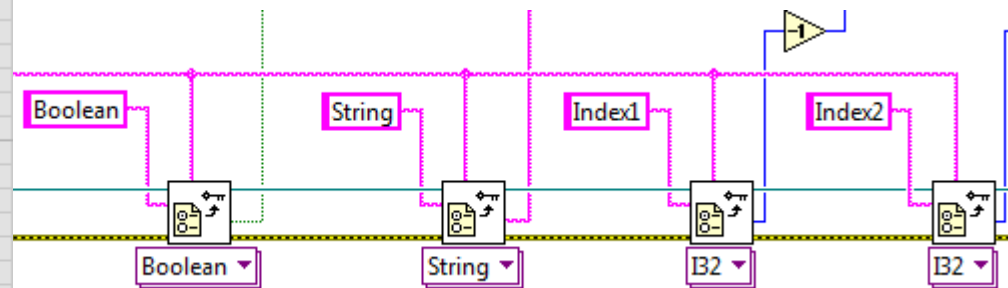 -1
Boolean
String
Index1
Index2
Boolean
String
I32
I32